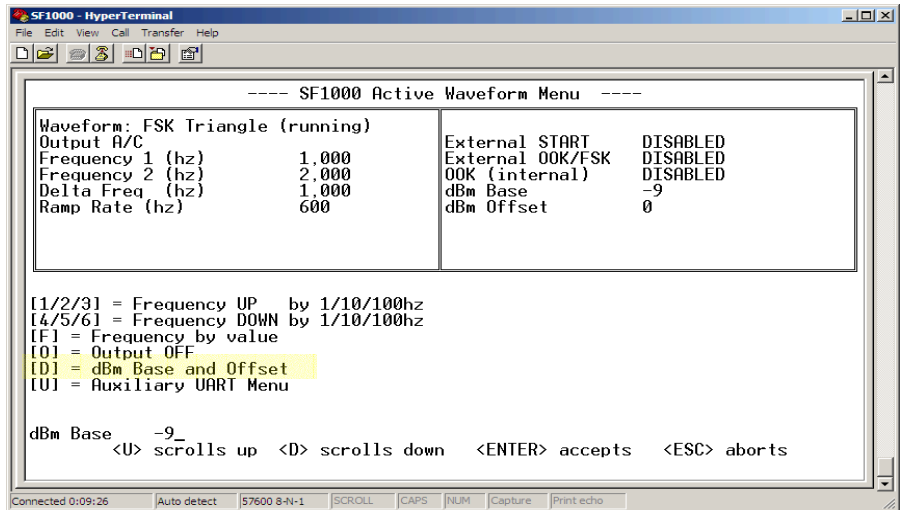 SF1000 - HyperTerminal
File Edit View Call Transfer Help
---- SF1000 Active Waveform Menu ----
Waveform: FSK Triangle (running)
Output A/C
Frequency 1 (hz) 1,000
Frequency 2 (hz) 2,000
Delta Freq (hz) 1,000
Ramp Rate (hz) 600
External START DISABLED
External OOK/FSK DISABLED
OOK (internal) DISABLED
dBm Base -9
dBm Offset 0
[1/2/3] = Frequency UP by 1/10/100hz
[4/5/6] = Frequency DOWN by 1/10/100hz
[F] = Frequency by value
[O] = Output OFF
[D] = dBm Base and Offset
[U] = Auxiliary UART Menu
dBm Base -9_
<U> scrolls up <D> scrolls down <ENTER> accepts <ESC> aborts
Connected 0:09:26 Auto detect 57600 8-N-1 SCROLL CAPS NUM Capture Print echo